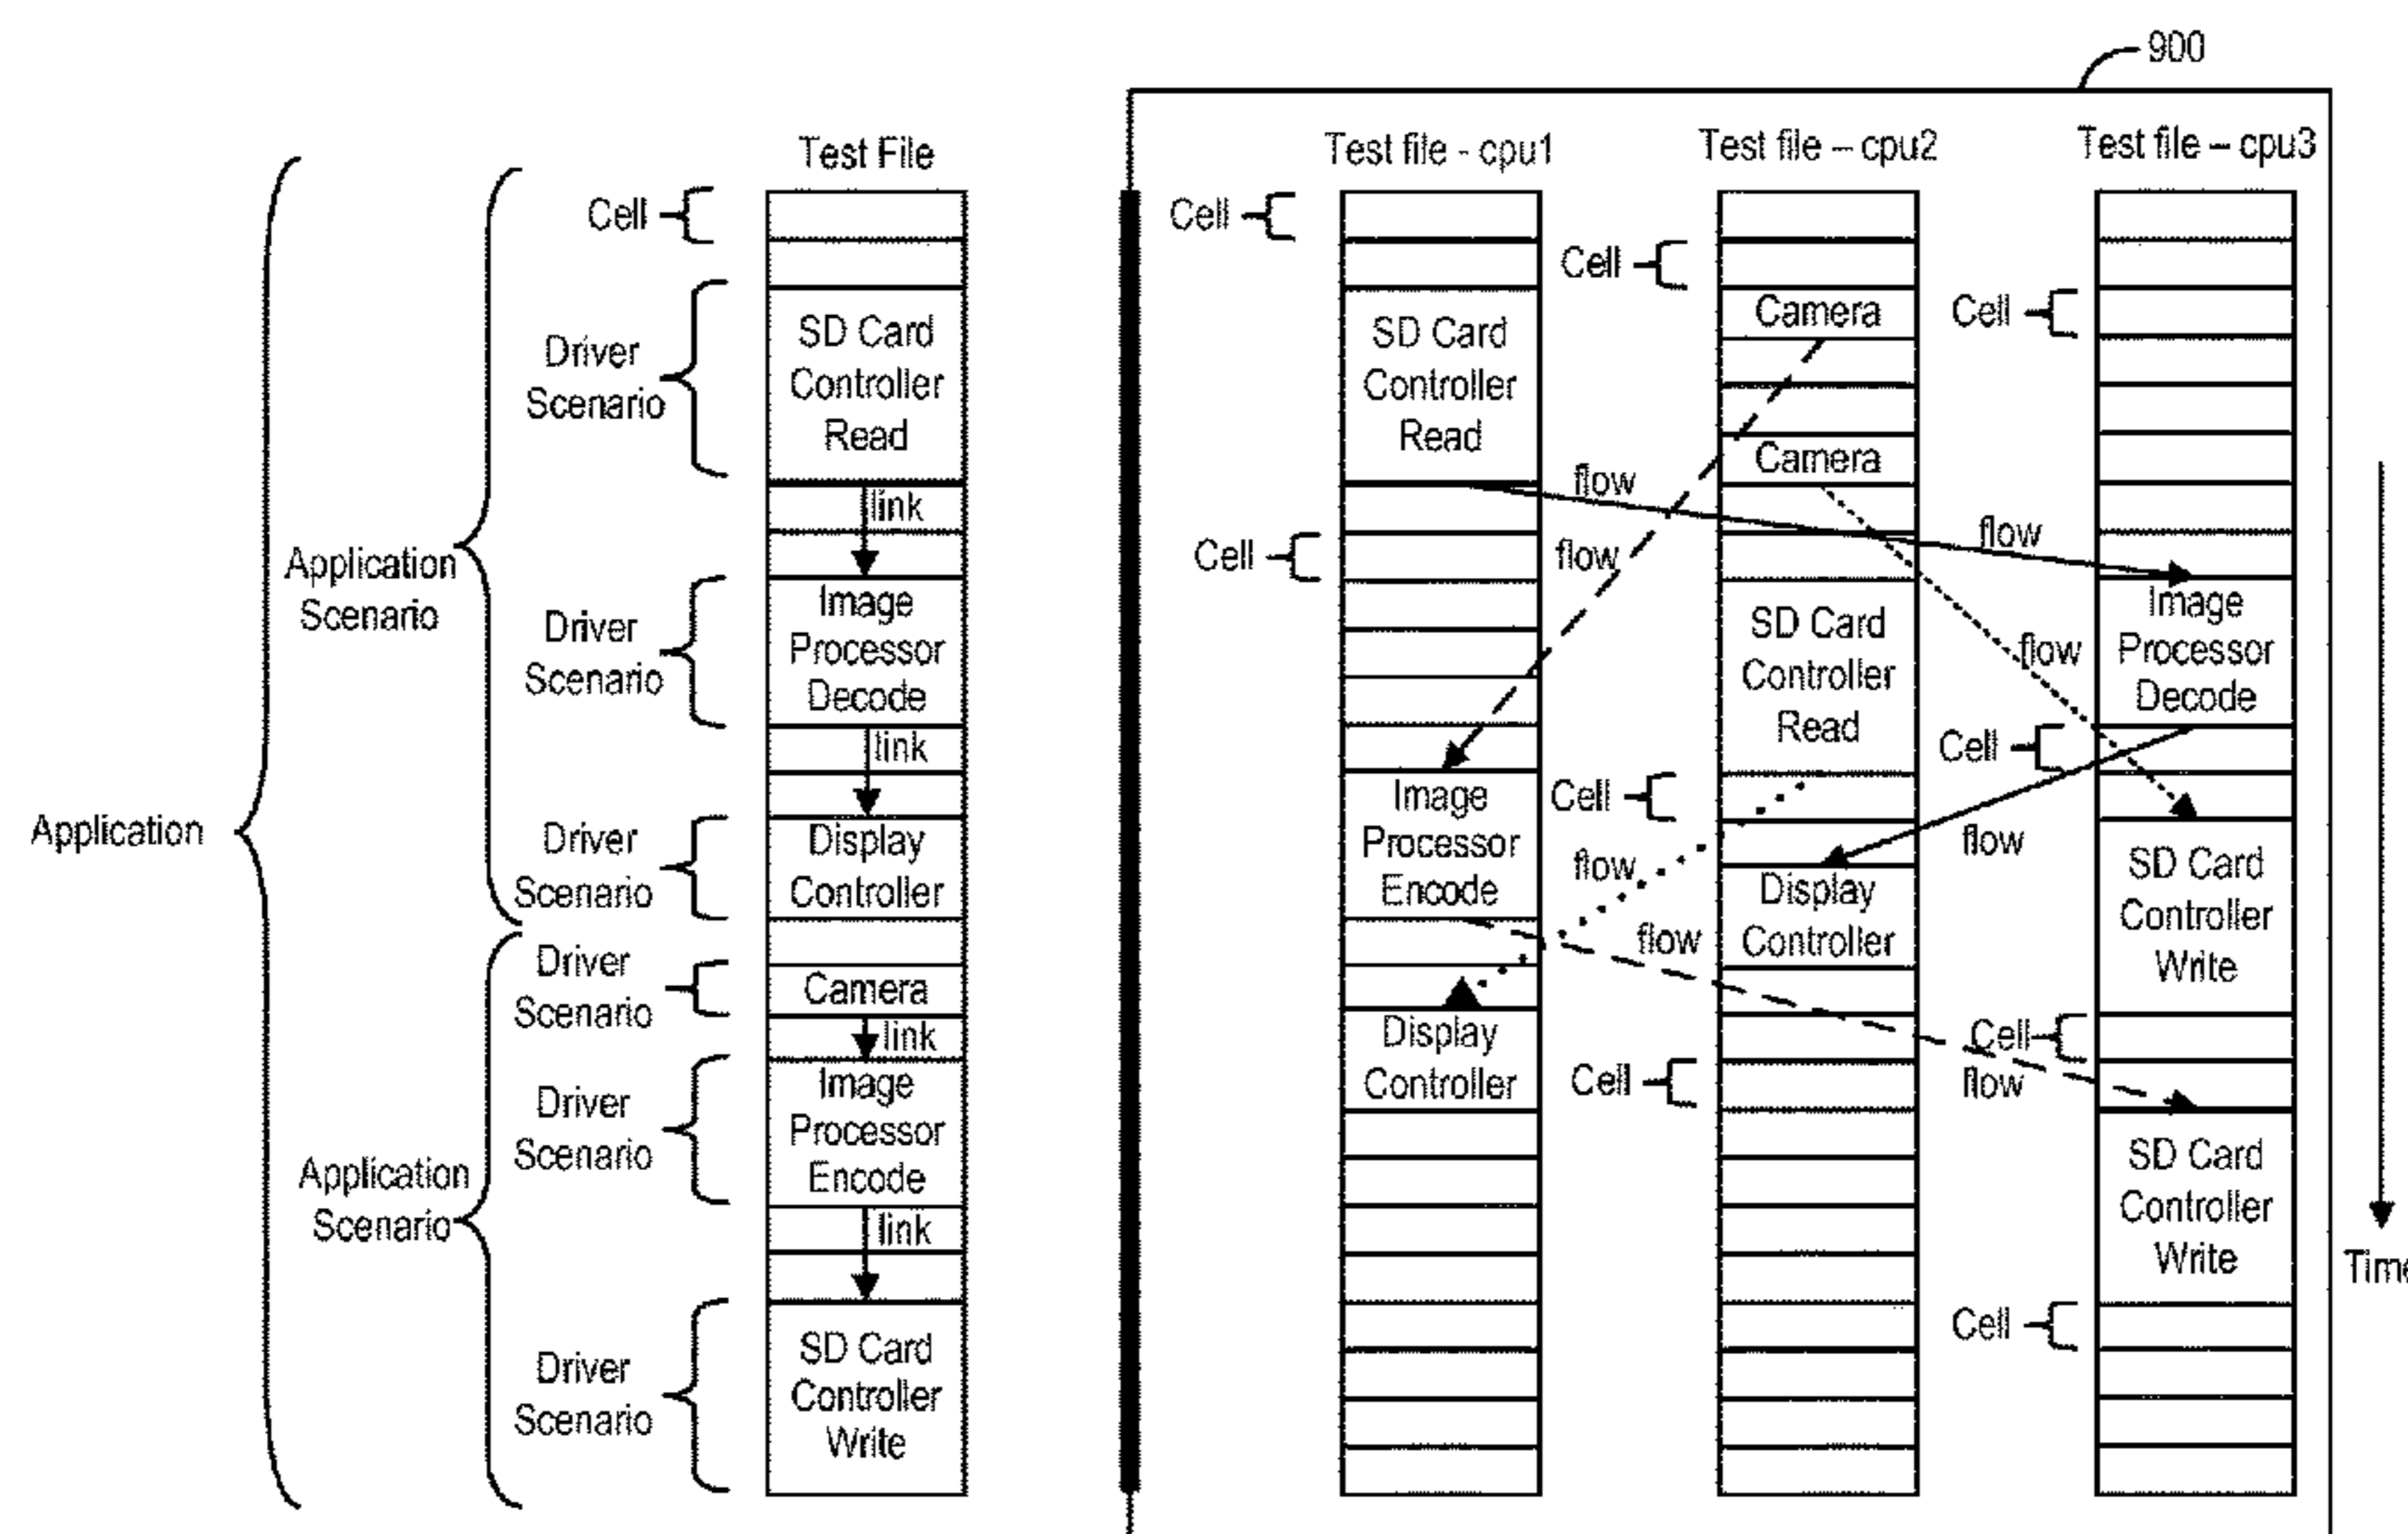 900
Test File
Test file - cpu1
Test file – cpu2
Test file – cpu3
Application
Application
Scenario
Application
Scenario
Cell
Driver
Scenario
Driver
Scenario
Driver
Scenario
Driver
Scenario
Driver
Scenario
Driver
Scenario
SD Card
Controller
Read
link
Image
Processor
Decode
link
Display
Controller
Camera
link
Image
Processor
Encode
link
SD Card
Controller
Write
Cell
Cell
SD Card
Controller
Read
Image
Processor
Encode
Display
Controller
flow
flow
flow
flow
Cell
Cell
Cell
Camera
Camera
SD Card
Controller
Read
Display
Controller
flow
flow
flow
flow
Cell
Cell
Cell
Cell
Image
Processor
Decode
SD Card
Controller
Write
SD Card
Controller
Write
Time